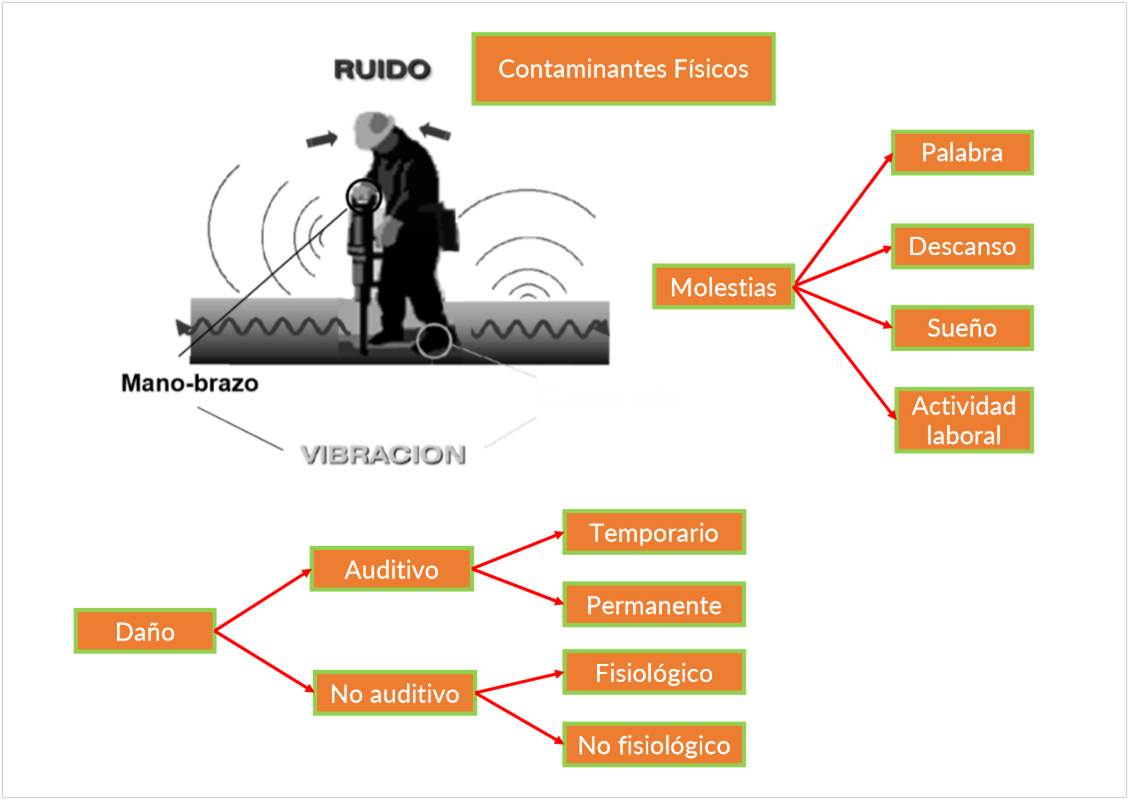 Contaminantes Físicos
RUIDO
Mano-brazo
VIBRACION
Molestias
Palabra
Descanso
Sueño
Actividad
laboral
Daño
Auditivo
Temporario
Permanente
No auditivo
Fisiológico
No fisiológico